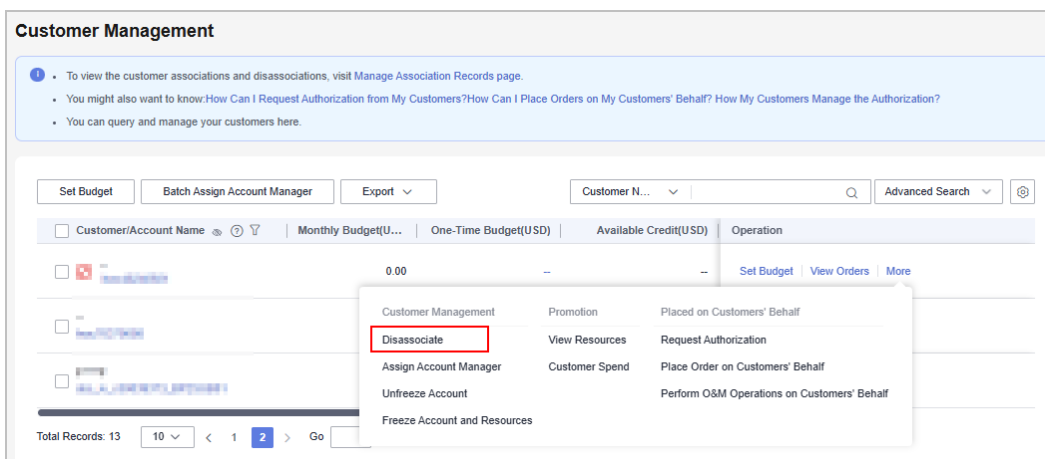 Customer Management
To view the customer associations and disassociations, visit Manage Association Records page.
You might also want to know:How Can I Request Authorization from My Customers?How Can I Place Orders on My Customers' Behalf? How My Customers Manage the Authorization?
You can query and manage your customers here.
Set Budget Batch Assign Account Manager Export Customer N... Advanced Search
Customer/Account Name Monthly Budget(U... One-Time Budget(USD) Available Credit(USD) Operation
0.00 -- -- Set Budget View Orders More
Customer Management Promotion Placed on Customers' Behalf
Disassociate View Resources Request Authorization
Assign Account Manager Customer Spend Place Order on Customers' Behalf
Unfreeze Account Perform O&M Operations on Customers' Behalf
Freeze Account and Resources
Total Records: 13 10 < 1 2 > Go